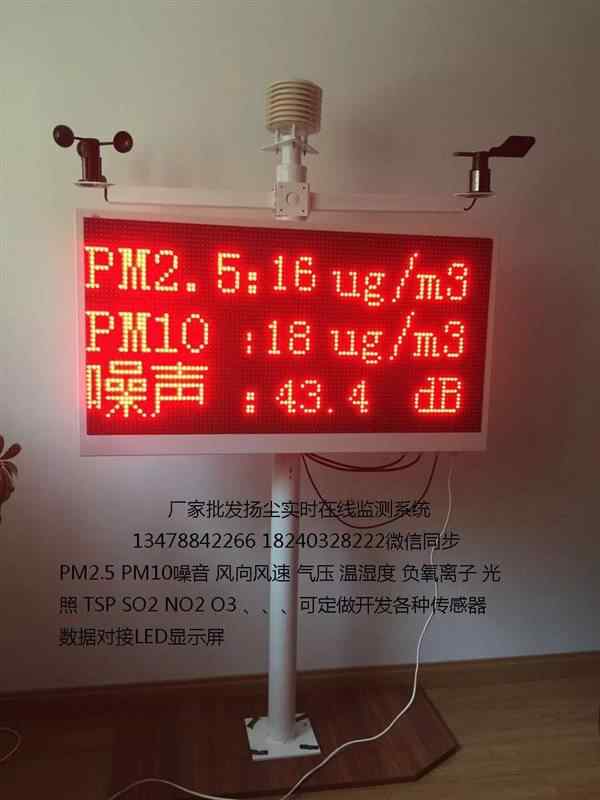 PM2.5:16 ug/m3
PM10 :18 ug/m3
噪声 :43.4 dB
厂家批发扬尘实时在线监测系统
13478842266 18240328222微信同步
PM2.5 PM10噪音 风向风速 气压 温湿度 负氧离子 光
照 TSP SO2 NO2 O3 、、、可定做开发各种传感器
数据对接LED显示屏